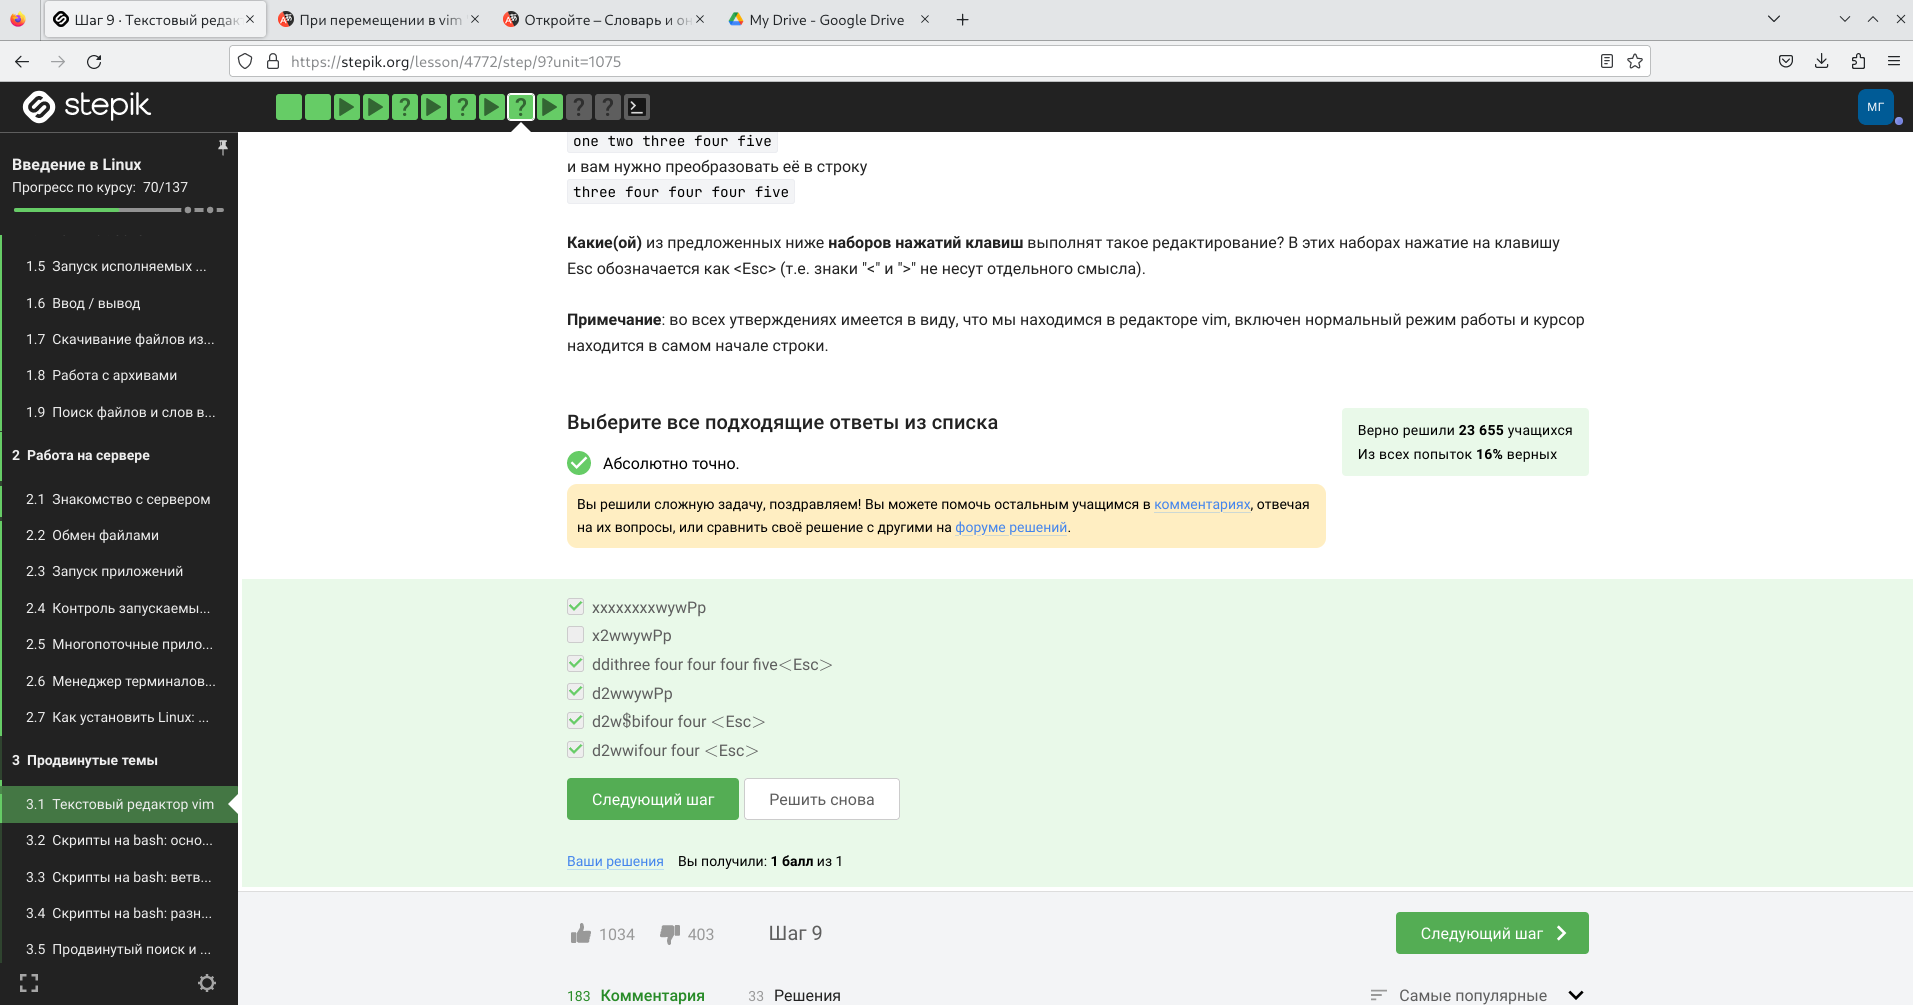 Шаг 9 · Текстовый редак
При перемещении в vim
Откройте – Словарь и он
My Drive - Google Drive
https://stepik.org/lesson/4772/step/9?unit=1075
stepik
МГ
Введение в Linux
Прогресс по курсу: 70/137
1.5 Запуск исполняемых ...
1.6 Ввод / вывод
1.7 Скачивание файлов из...
1.8 Работа с архивами
1.9 Поиск файлов и слов в...
2 Работа на сервере
2.1 Знакомство с сервером
2.2 Обмен файлами
2.3 Запуск приложений
2.4 Контроль запускаемы...
2.5 Многопоточные прило...
2.6 Менеджер терминалов...
2.7 Как установить Linux: ...
3 Продвинутые темы
3.1 Текстовый редактор vim
3.2 Скрипты на bash: осно...
3.3 Скрипты на bash: ветв...
3.4 Скрипты на bash: разн...
3.5 Продвинутый поиск и ...
one two three four five
и вам нужно преобразовать её в строку
three four four four five
Какие(ой) из предложенных ниже наборов нажатий клавиш выполнят такое редактирование? В этих наборах нажатие на клавишу
Esc обозначается как <Esc> (т.е. знаки "<" и ">" не несут отдельного смысла).
Примечание: во всех утверждениях имеется в виду, что мы находимся в редакторе vim, включен нормальный режим работы и курсор
находится в самом начале строки.
Выберите все подходящие ответы из списка
Верно решили 23 655 учащихся
Из всех попыток 16% верных
Абсолютно точно.
Вы решили сложную задачу, поздравляем! Вы можете помочь остальным учащимся в комментариях, отвечая
на их вопросы, или сравнить своё решение с другими на форуме решений.
xxxxxxxxwywPp
x2wwywPp
ddithree four four four five<Esc>
d2wwywPp
d2w$bifour four <Esc>
d2wwifour four <Esc>
Следующий шаг
Решить снова
Ваши решения Вы получили: 1 балл из 1
1034 403 Шаг 9
Следующий шаг
183 Комментария 33 Решения
Самые популярные